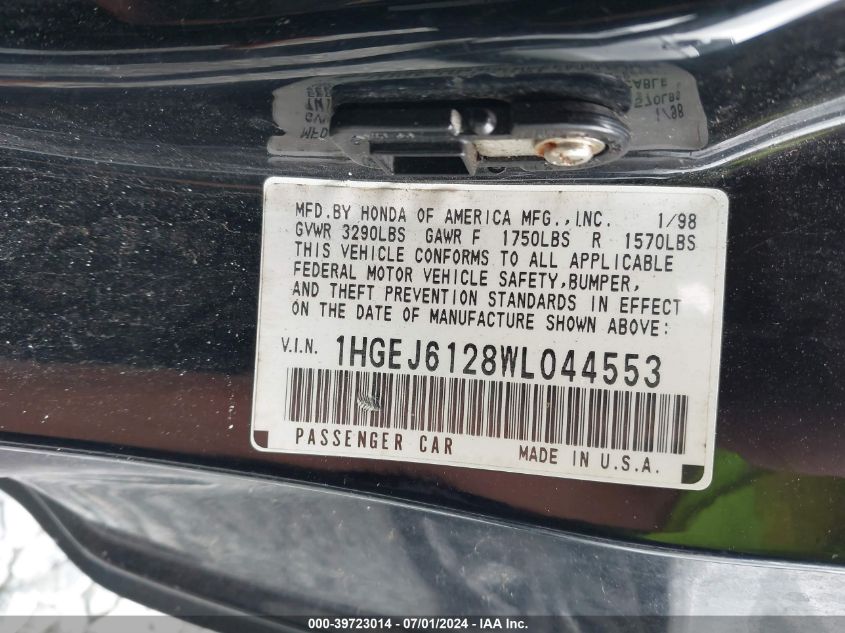 MFD.BY HONDA OF AMERICA MFG.,INC. 1/98
GVWR 3290LBS GAWR F 1750LBS R 1570LBS
THIS VEHICLE CONFORMS TO ALL APPLICABLE
FEDERAL MOTOR VEHICLE SAFETY,BUMPER,
AND THEFT PREVENTION STANDARDS IN EFFECT
ON THE DATE OF MANUFACTURE SHOWN ABOVE:
V.I.N. 1HGEJ6128WL044553
PASSENGER CAR MADE IN U.S.A.
000-39723014 - 07/01/2024 - IAA Inc.